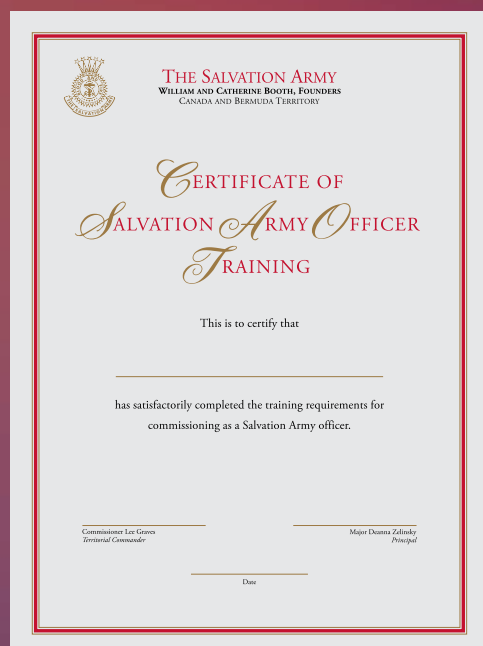 THE SALVATION ARMY
WILLIAM AND CATHERINE BOOTH, FOUNDERS
CANADA AND BERMUDA TERRITORY
CERTIFICATE OF
SALVATION ARMY OFFICER
TRAINING
This is to certify that
has satisfactorily completed the training requirements for
commissioning as a Salvation Army officer.
Commissioner Lee Graves
Territorial Commander
Major Deanna Zelinsky
Principal
Date